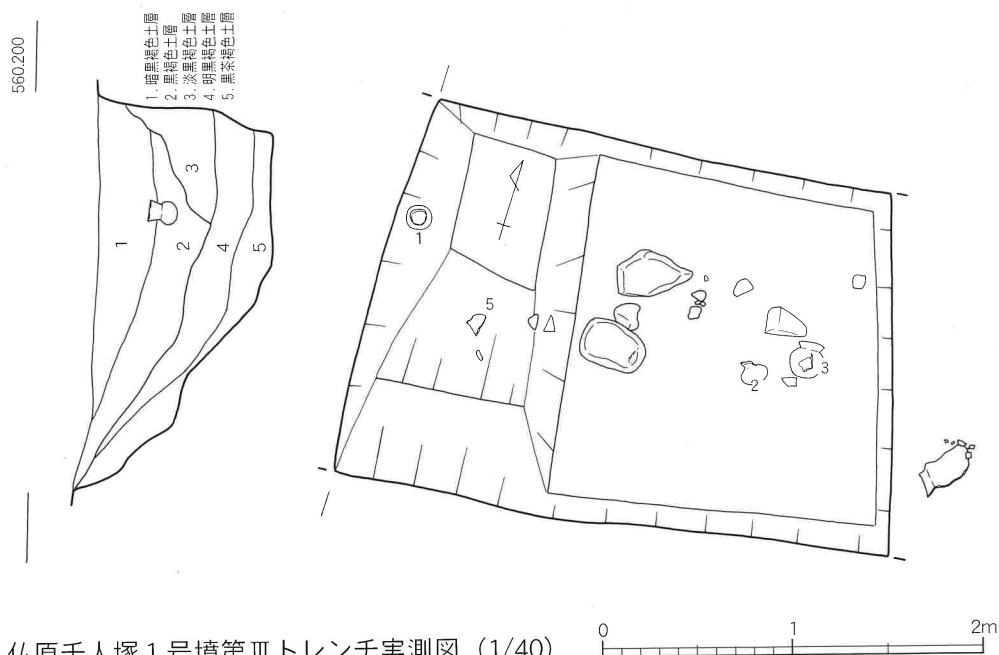 560.200
1. 暗黒褐色土層
2. 黒褐色土層
3. 淡黒褐色土層
4. 明黒褐色土層
5. 黒茶褐色土層
1
2
3
4
5
1
5
2
3
仏原千人塚1号墳第Ⅲトレンチ実測図（1/40）
0 1 2m